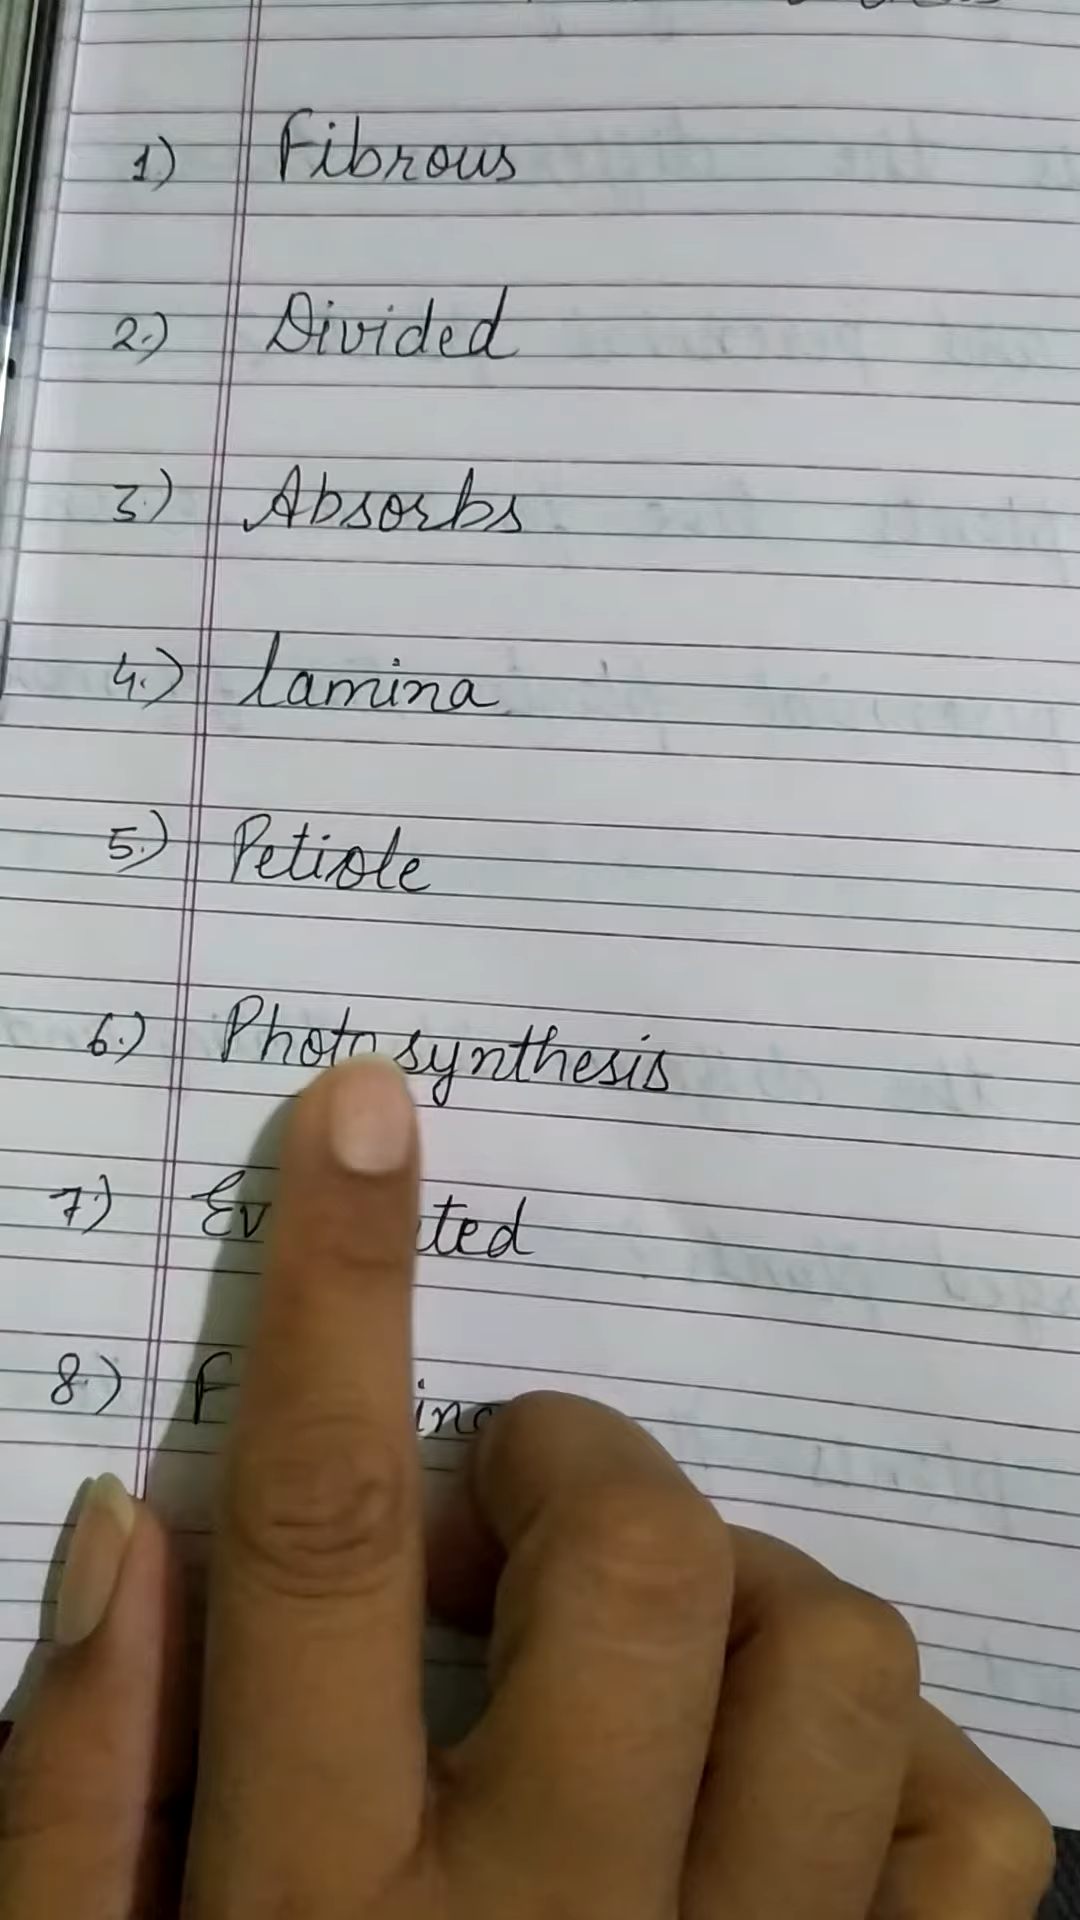 1) Fibrous
2.) Divided
3.) Absorbs
4.) Lamina
5.) Petiole
6.) Photosynthesis
7.)
8.)